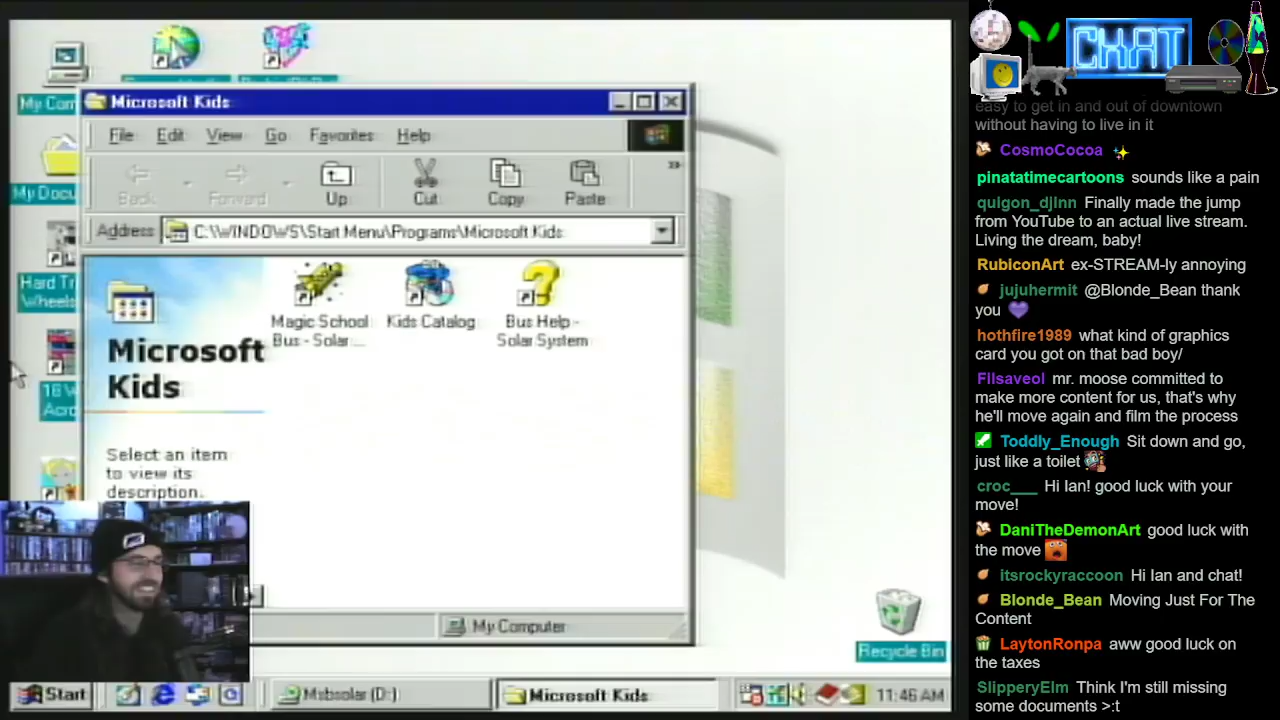 My Com
My Docu
Hard Tr
Wheels
18 W
Acro
Microsoft Kids
File Edit View Go Favorites Help
Back Forward Up Cut Copy Paste
Address C:\WINDOWS\Start Menu\Programs\Microsoft Kids
Microsoft
Kids
Select an item
to view its
description.
Magic School
Bus - Solar ...
Kids Catalog
Bus Help -
Solar System
My Computer
Recycle Bin
Start Msbsolar (D:) Microsoft Kids 11:46 AM
CHAT
easy to get in and out of downtown
without having to live in it
CosmoCocoa
pinatatimecartoons sounds like a pain
quigon_djinn Finally made the jump
from YouTube to an actual live stream.
Living the dream, baby!
RubiconArt ex-STREAM-ly annoying
jujuhermit @Blonde_Bean thank
you
hothfire1989 what kind of graphics
card you got on that bad boy/
Filsaveol mr. moose committed to
make more content for us, that's why
he'll move again and film the process
Toddly_Enough Sit down and go,
just like a toilet
croc___ Hi Ian! good luck with your
move!
DaniTheDemonArt good luck with
the move
itsrockyraccoon Hi Ian and chat!
Blonde_Bean Moving Just For The
Content
LaytonRonpa aww good luck on
the taxes
SlipperyElm Think I'm still missing
some documents >:t